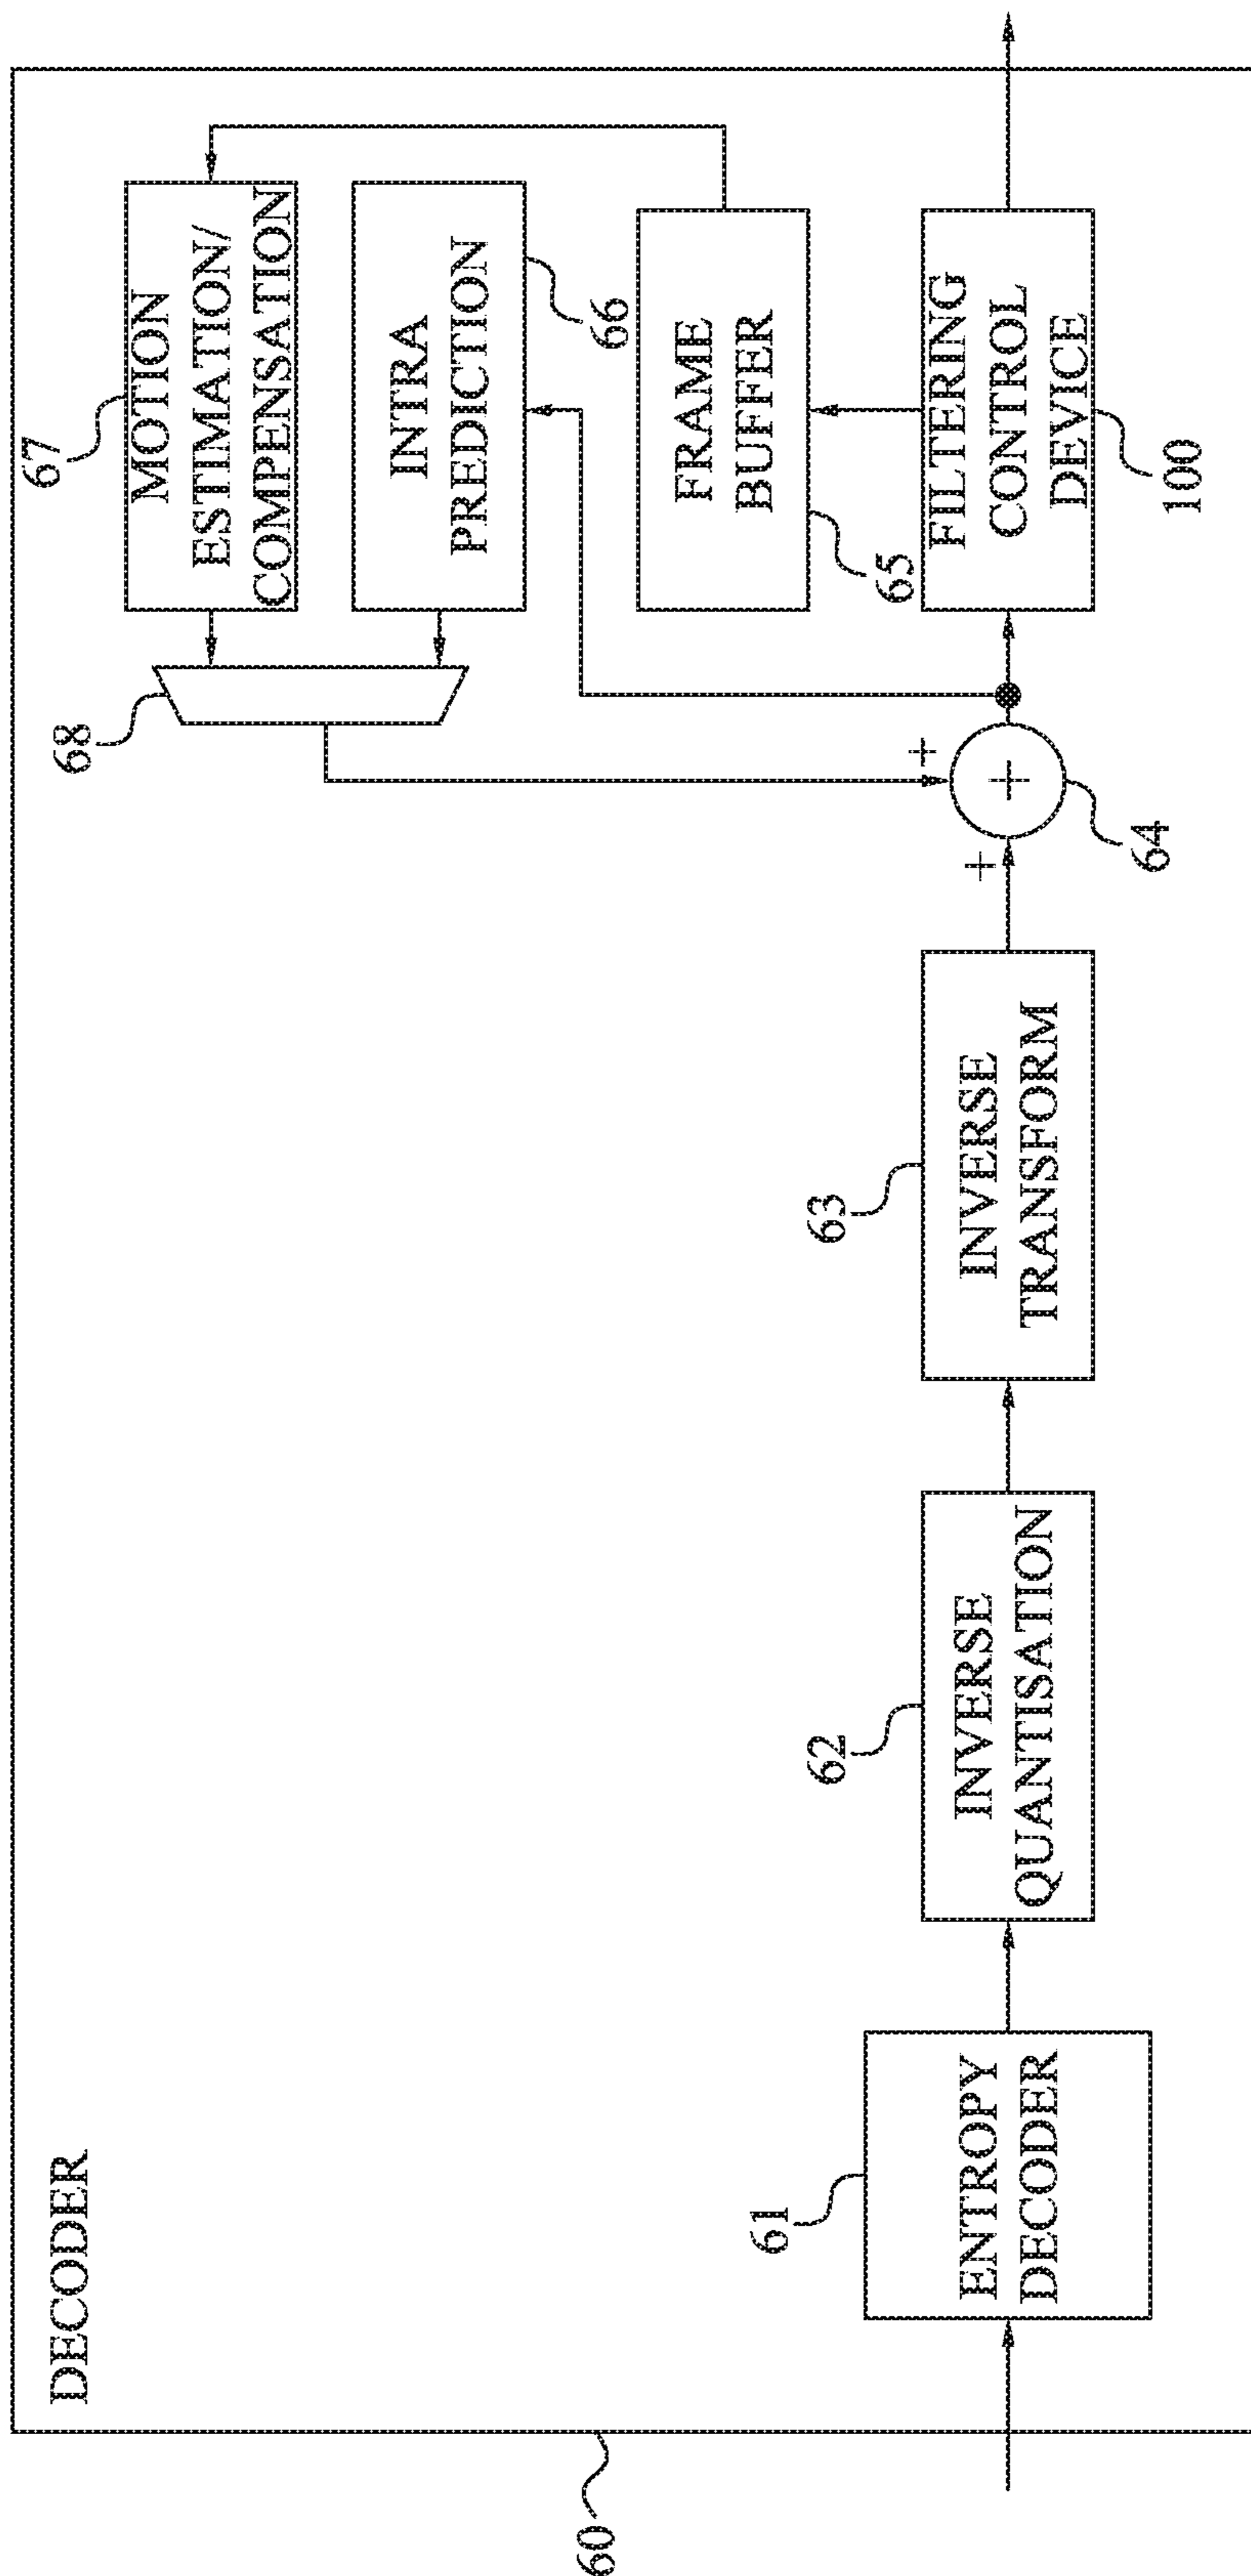 DECODER
60
61
ENTROPY
DECODER
62
INVERSE
QUANTISATION
63
INVERSE
TRANSFORM
+
+
+
64
68
67
MOTION
ESTIMATION/
COMPENSATION
INTRA
PREDICTION
66
FRAME
BUFFER
65
FILTERING
CONTROL
DEVICE
100